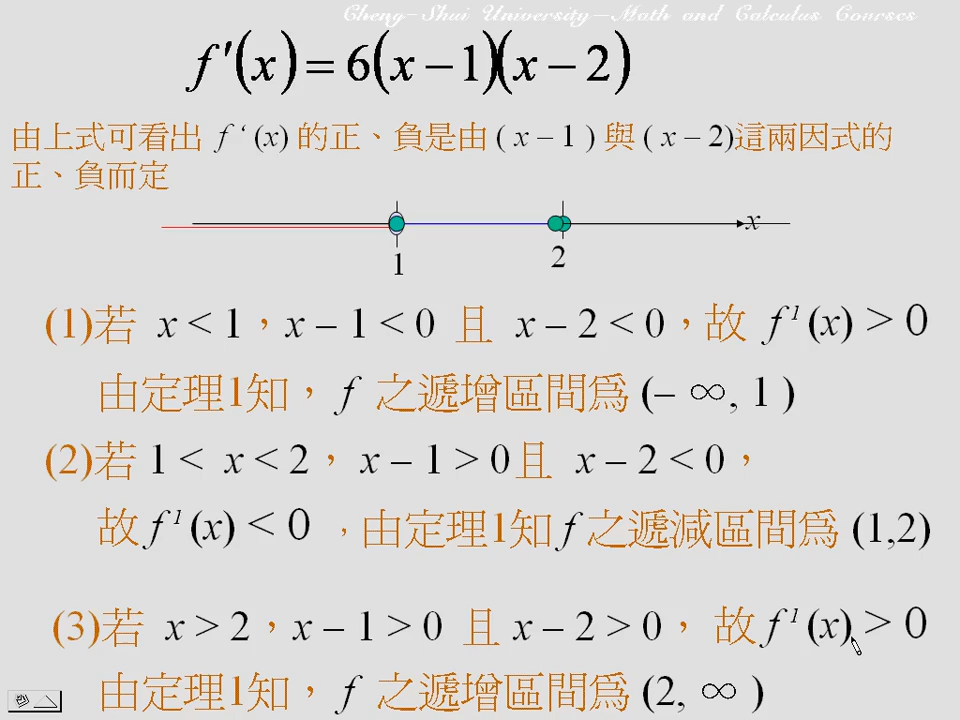 Cheng-Shui University-Math and Calculus Courses
f′(x) = 6(x − 1)(x − 2)
由上式可看出 f ‘ (x) 的正、負是由 ( x – 1 ) 與 ( x – 2)這兩因式的
正、負而定
x
1 2
(1)若 x < 1，x – 1 < 0 且 x – 2 < 0，故 f ¹ (x) > 0
由定理1知， f 之遞增區間為 (– ∞, 1 )
(2)若 1 < x < 2， x – 1 > 0且 x – 2 < 0，
故 f ¹ (x) < 0 ，由定理1知 f 之遞減區間為 (1,2)
(3)若 x > 2，x – 1 > 0 且 x – 2 > 0， 故 f ¹ (x) > 0
由定理1知， f 之遞增區間為 (2, ∞ )